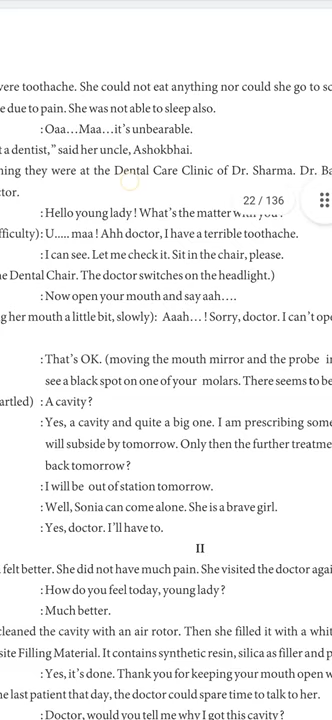 vere toothache. She could not eat anything nor could she go to sc
e due to pain. She was not able to sleep also.
: Oaa…Maa…it's unbearable.
t a dentist,” said her uncle, Ashokbhai.
ning they were at the Dental Care Clinic of Dr. Sharma. Dr. Ba
ctor.
22 / 136
: Hello young lady ! What's the matter with you?
fficulty) : U..... maa ! Ahh doctor, I have a terrible toothache.
: I can see. Let me check it. Sit in the chair, please.
he Dental Chair. The doctor switches on the headlight.)
: Now open your mouth and say aah….
g her mouth a little bit, slowly): Aaah… ! Sorry, doctor. I can't ope
: That's OK. (moving the mouth mirror and the probe in
see a black spot on one of your molars. There seems to be
artled) : A cavity ?
: Yes, a cavity and quite a big one. I am prescribing some
will subside by tomorrow. Only then the further treatme
back tomorrow ?
: I will be out of station tomorrow.
: Well, Sonia can come alone. She is a brave girl.
: Yes, doctor. I'll have to.
II
felt better. She did not have much pain. She visited the doctor agai
: How do you feel today, young lady ?
: Much better.
cleaned the cavity with an air rotor. Then she filled it with a whit
site Filling Material. It contains synthetic resin, silica as filler and p
: Yes, it's done. Thank you for keeping your mouth open w
he last patient that day, the doctor could spare time to talk to her.
: Doctor, would you tell me why I got this cavity ?